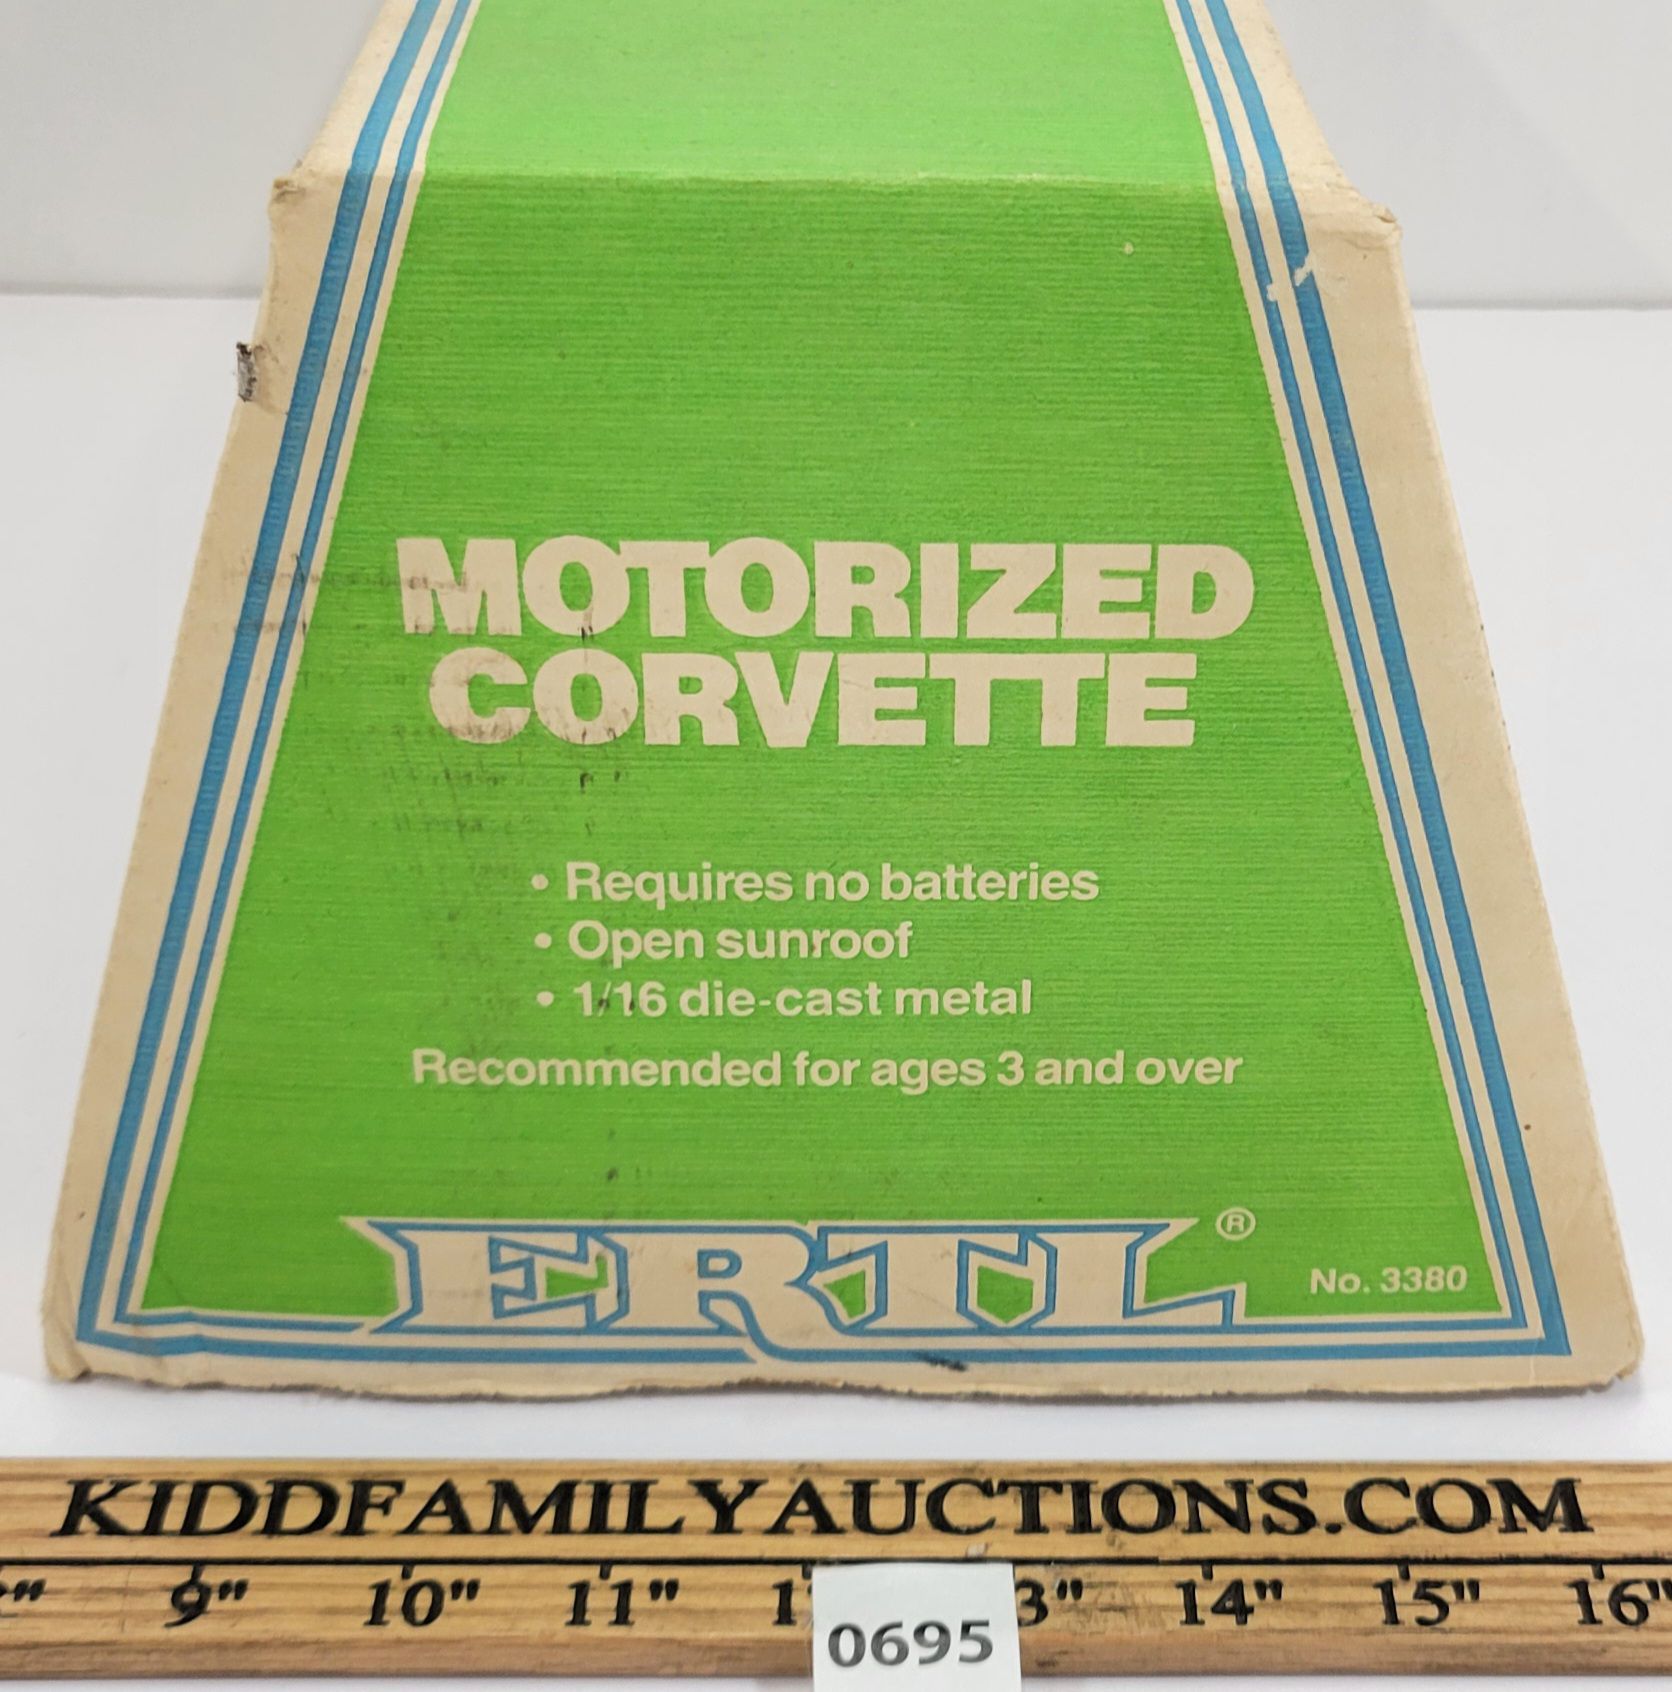 MOTORIZED
CORVETTE
• Requires no batteries
• Open sunroof
• 1/16 die-cast metal
Recommended for ages 3 and over
ERTL®
No. 3380
KIDDFAMILYAUCTIONS.COM
9" 10" 11" 3" 14" 15" 16"
0695